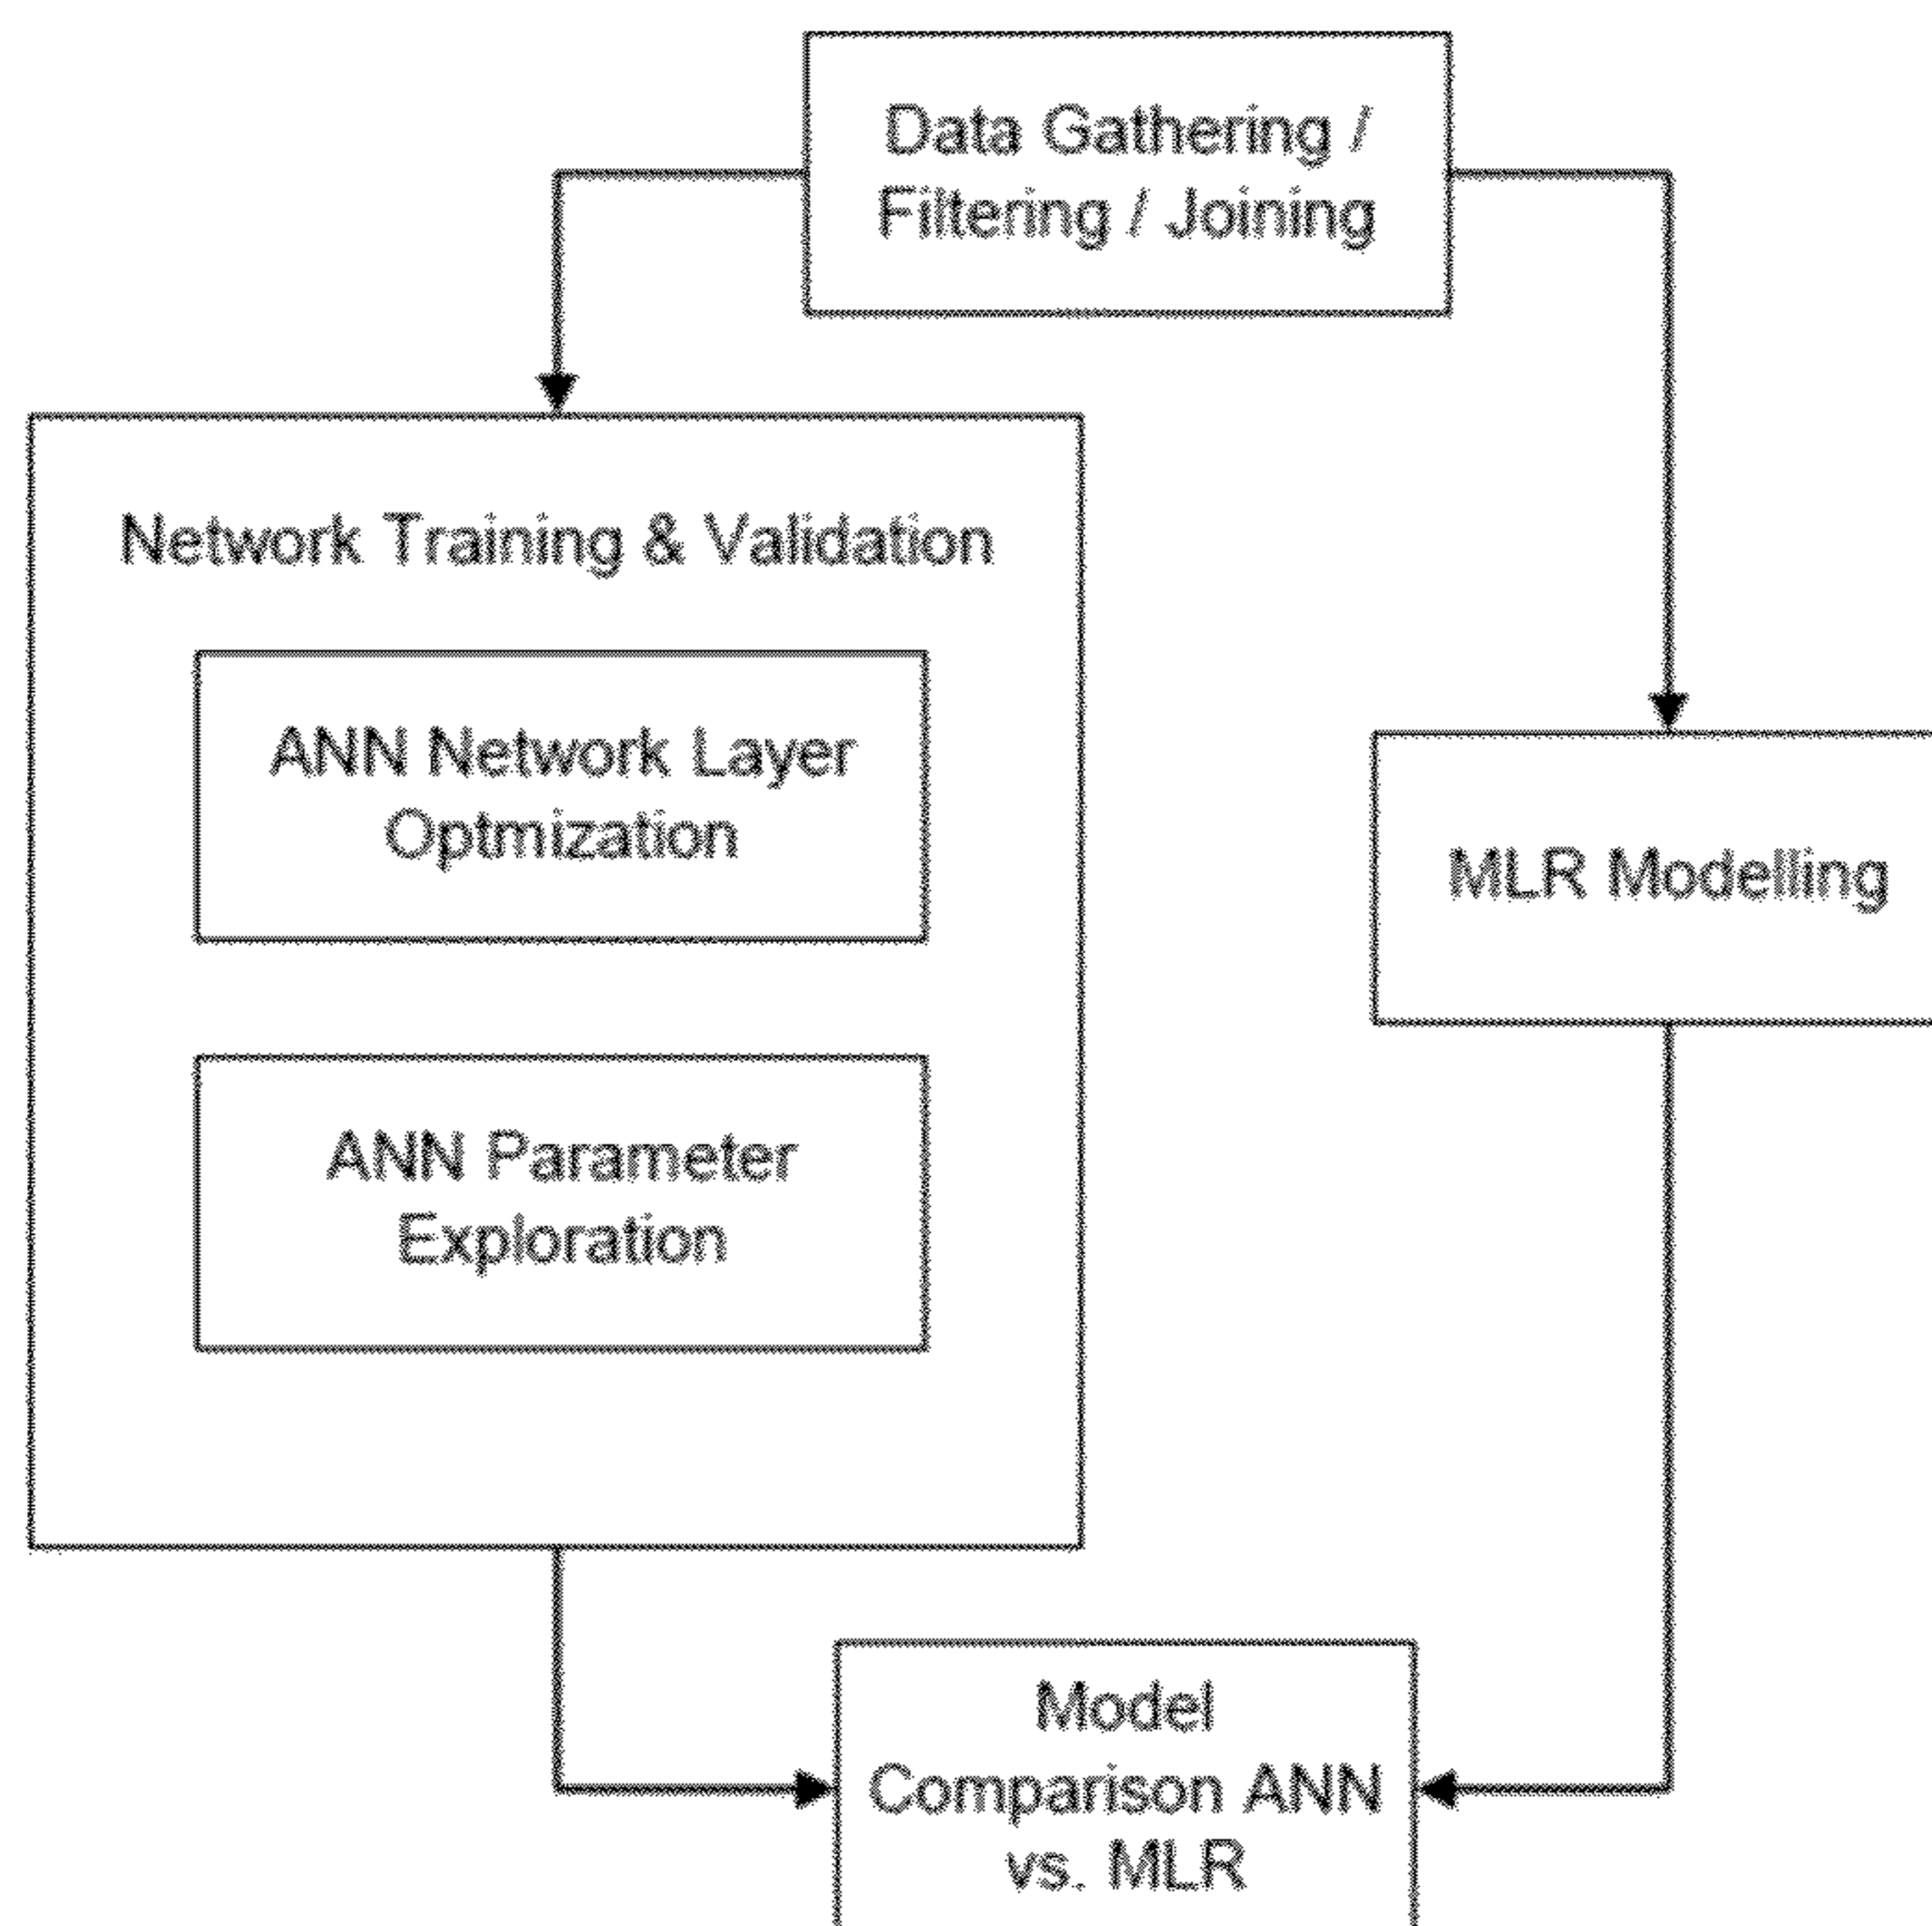 Data Gathering /
Filtering / Joining
Network Training & Validation
ANN Network Layer
Optmization
ANN Parameter
Exploration
MLR Modelling
Model
Comparison ANN
vs. MLR